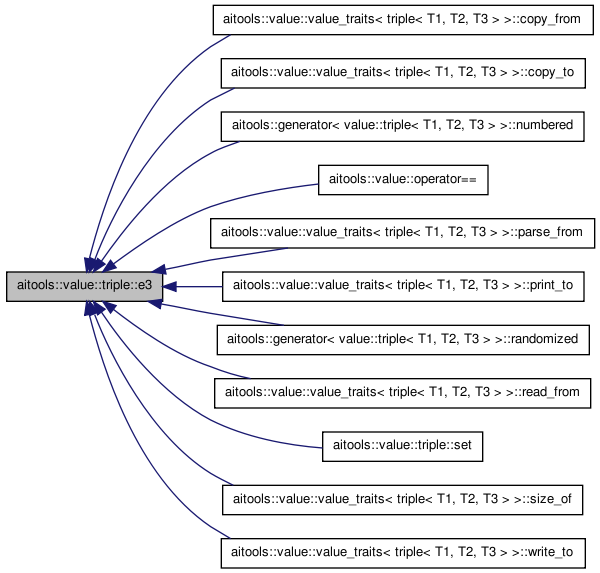 aitools::value::value_traits< triple< T1, T2, T3 > >::copy_from
aitools::value::value_traits< triple< T1, T2, T3 > >::copy_to
aitools::generator< value::triple< T1, T2, T3 > >::numbered
aitools::value::operator==
aitools::value::value_traits< triple< T1, T2, T3 > >::parse_from
aitools::value::triple::e3
aitools::value::value_traits< triple< T1, T2, T3 > >::print_to
aitools::generator< value::triple< T1, T2, T3 > >::randomized
aitools::value::value_traits< triple< T1, T2, T3 > >::read_from
aitools::value::triple::set
aitools::value::value_traits< triple< T1, T2, T3 > >::size_of
aitools::value::value_traits< triple< T1, T2, T3 > >::write_to